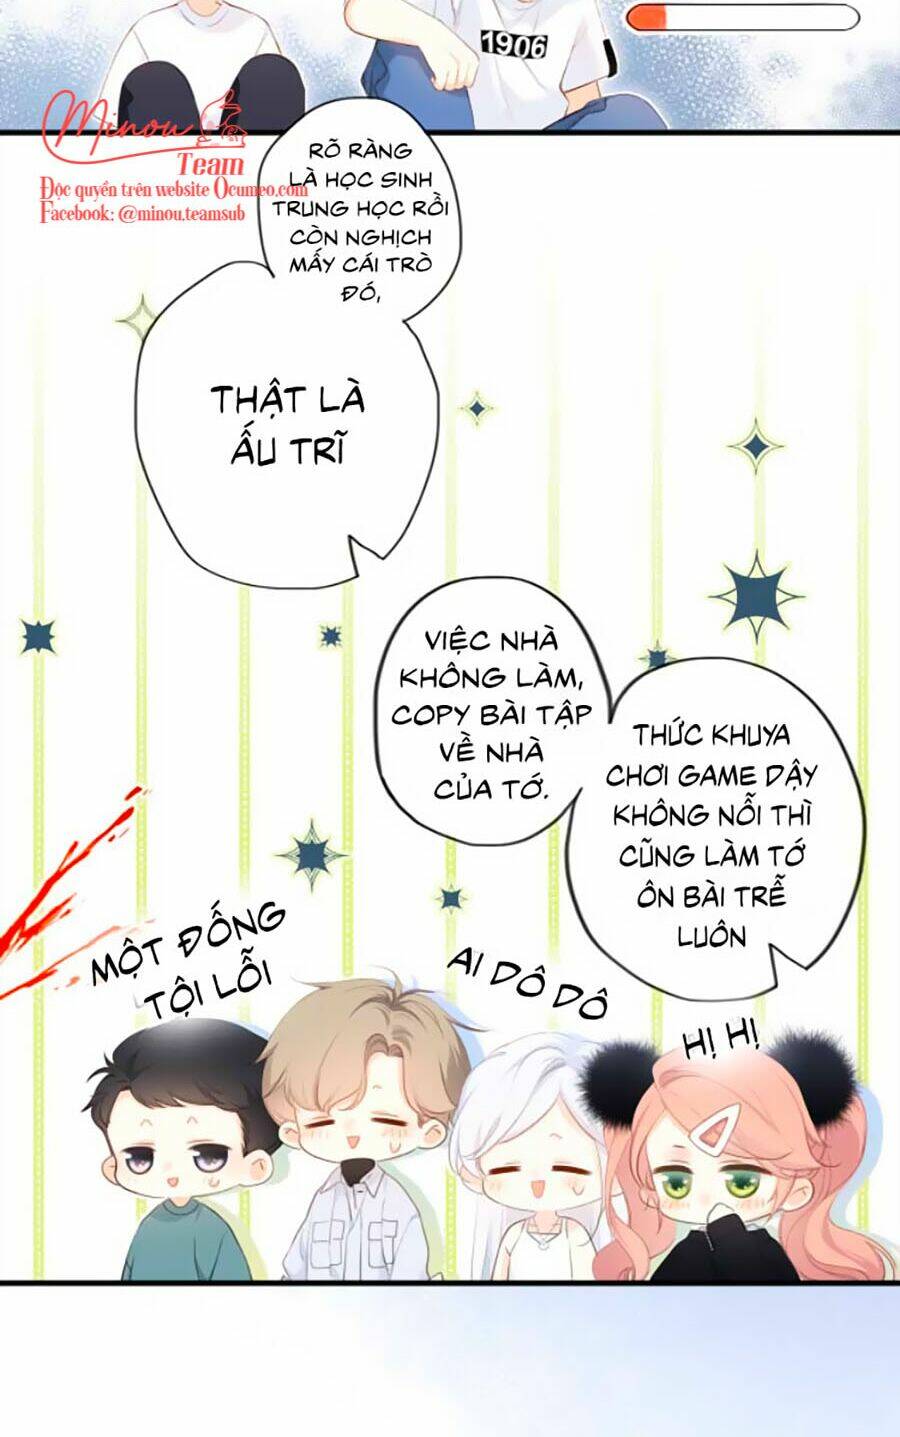 1906
Minou
Team
Độc quyền trên website Ocumeo.com
Facebook: @minou.teamsub
RÕ RÀNG
LÀ HỌC SINH
TRUNG HỌC RỒI
CÒN NGHỊCH
MẤY CÁI TRÒ
ĐÓ,
THẬT LÀ
ẤU TRĨ
VIỆC NHÀ
KHÔNG LÀM,
COPY BÀI TẬP
VỀ NHÀ
CỦA TỚ.
THỨC KHUYA
CHƠI GAME DẬY
KHÔNG NỔI THÌ
CŨNG LÀM TỚ
ÔN BÀI TRỄ
LUÔN
MỘT ĐỐNG
TỘI LỖI
AI DÔ DÔ
HỊ HỊ